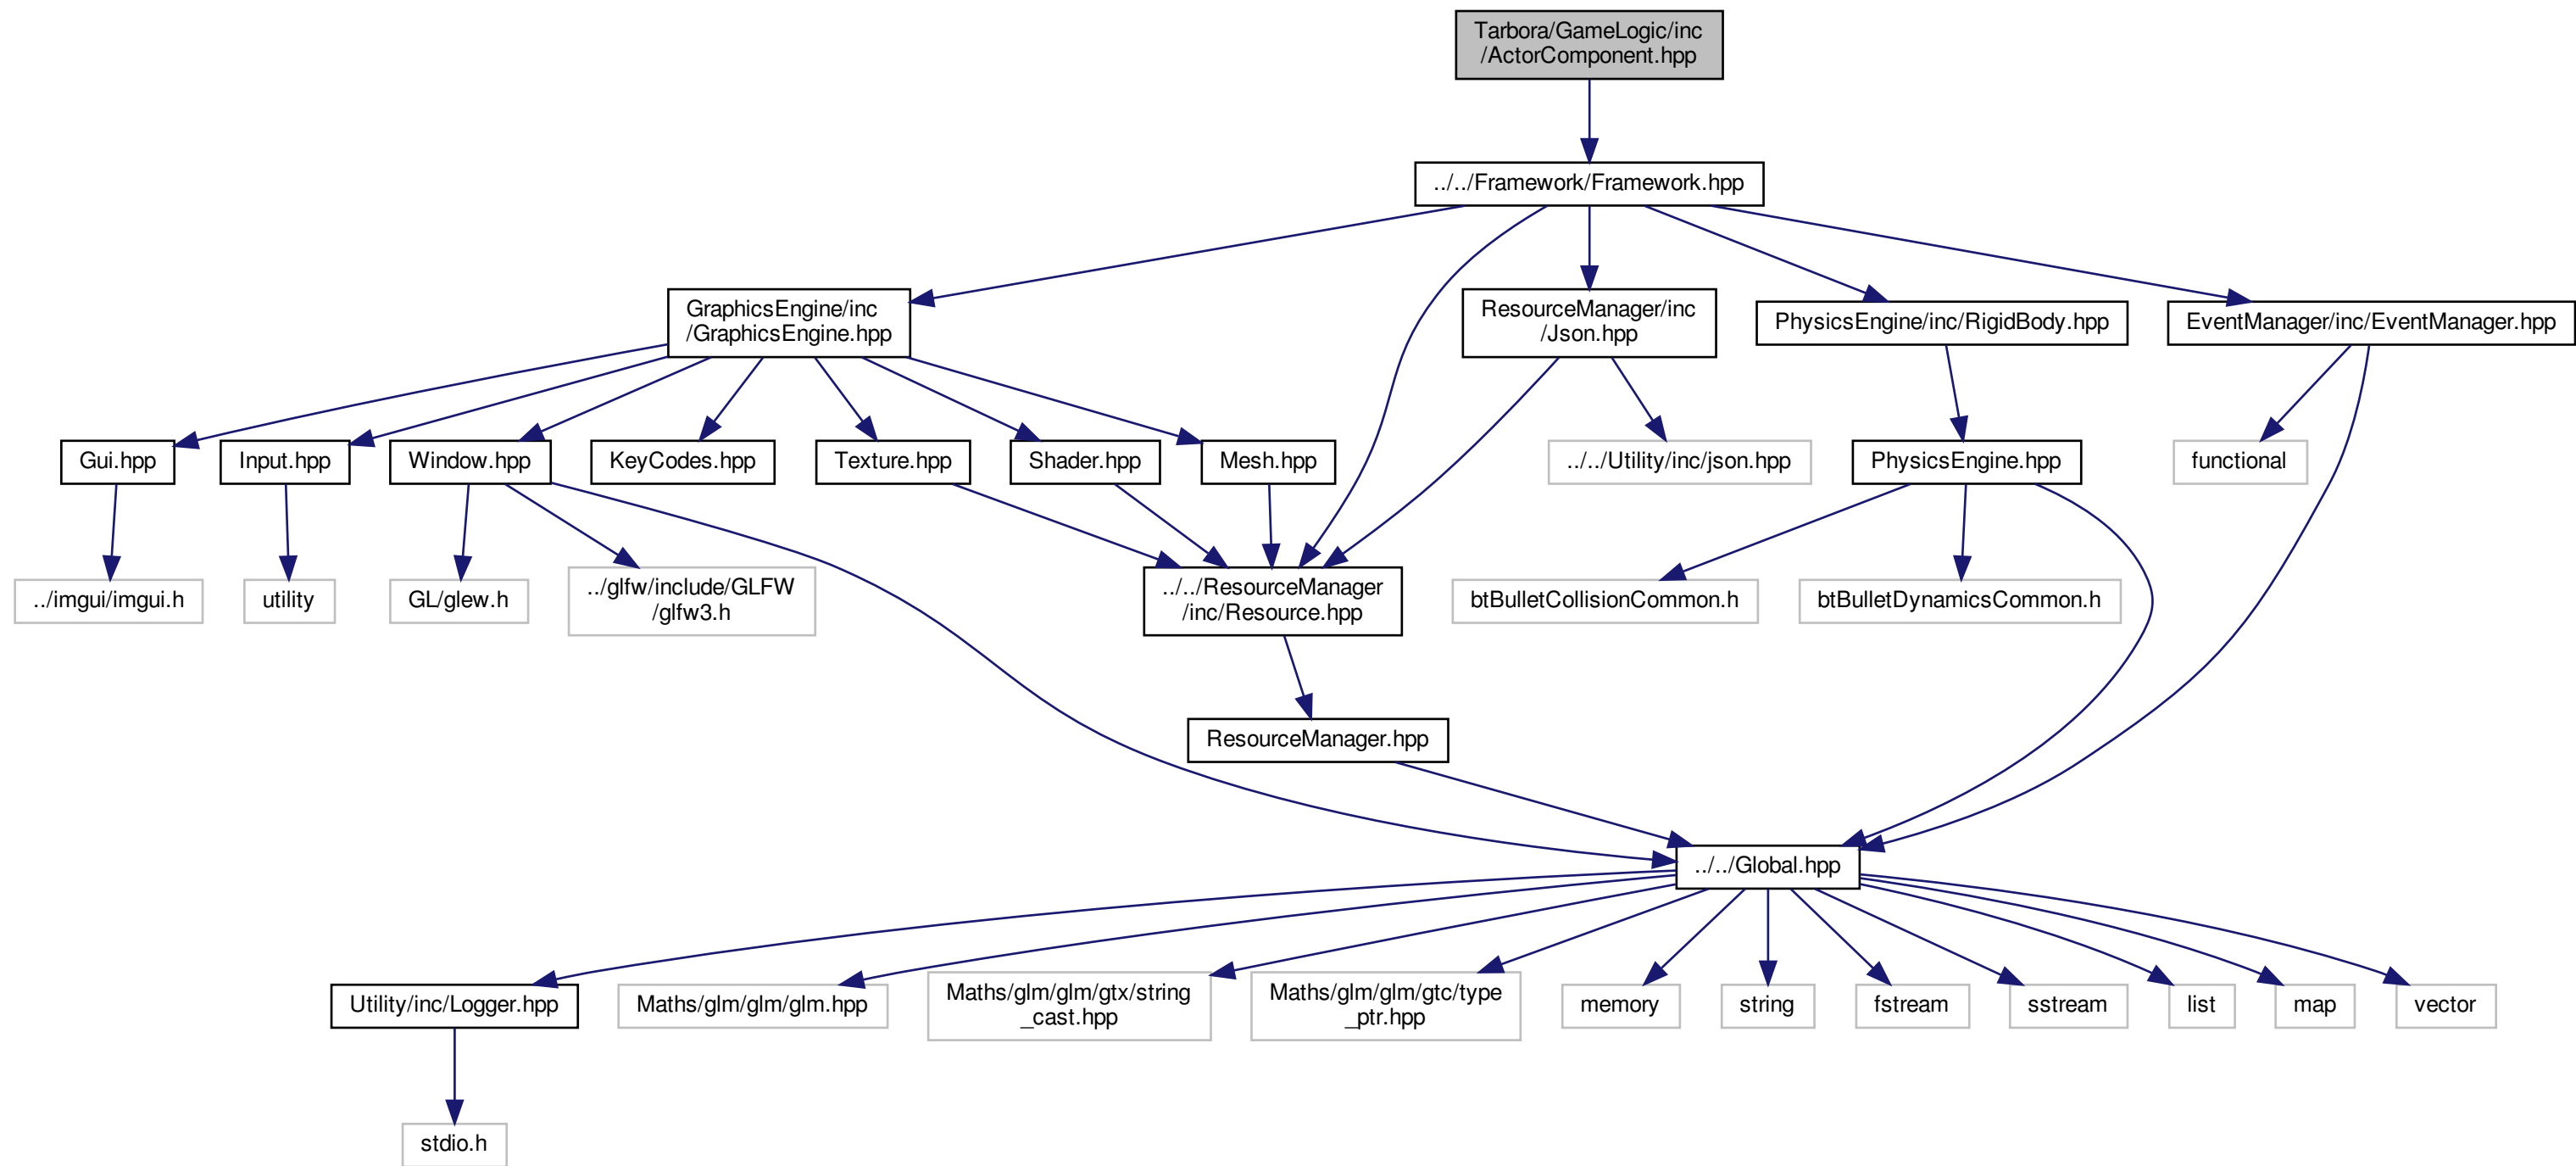 Tarbora/GameLogic/inc
/ActorComponent.hpp
../../Framework/Framework.hpp
GraphicsEngine/inc
/GraphicsEngine.hpp
ResourceManager/inc
/Json.hpp
PhysicsEngine/inc/RigidBody.hpp
EventManager/inc/EventManager.hpp
Gui.hpp
Input.hpp
Window.hpp
KeyCodes.hpp
Texture.hpp
Shader.hpp
Mesh.hpp
../../Utility/inc/json.hpp
PhysicsEngine.hpp
functional
../imgui/imgui.h
utility
GL/glew.h
../glfw/include/GLFW
/glfw3.h
../../ResourceManager
/inc/Resource.hpp
btBulletCollisionCommon.h
btBulletDynamicsCommon.h
ResourceManager.hpp
../../Global.hpp
Utility/inc/Logger.hpp
Maths/glm/glm/glm.hpp
Maths/glm/glm/gtx/string
_cast.hpp
Maths/glm/glm/gtc/type
_ptr.hpp
memory
string
fstream
sstream
list
map
vector
stdio.h